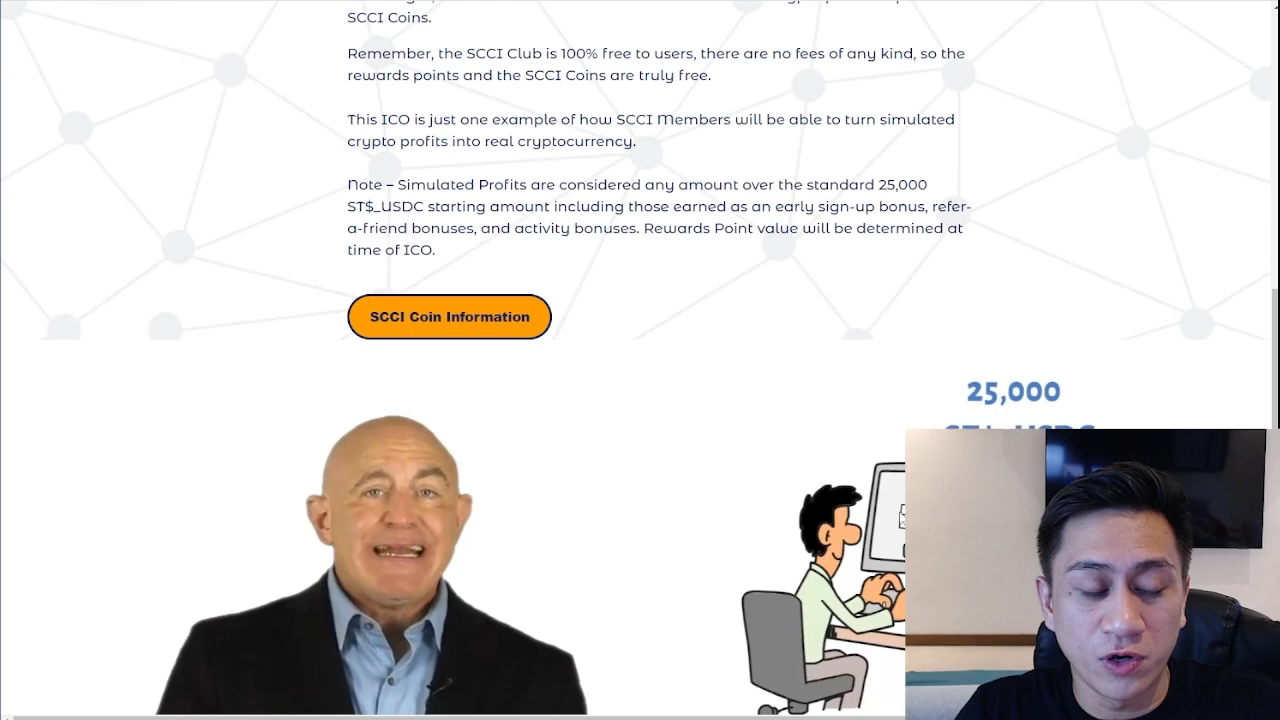 SCCI Coins.
Remember, the SCCI Club is 100% free to users, there are no fees of any kind, so the
rewards points and the SCCI Coins are truly free.
This ICO is just one example of how SCCI Members will be able to turn simulated
crypto profits into real cryptocurrency.
Note – Simulated Profits are considered any amount over the standard 25,000
ST$_USDC starting amount including those earned as an early sign-up bonus, refer-
a-friend bonuses, and activity bonuses. Rewards Point value will be determined at
time of ICO.
SCCI Coin Information
25,000